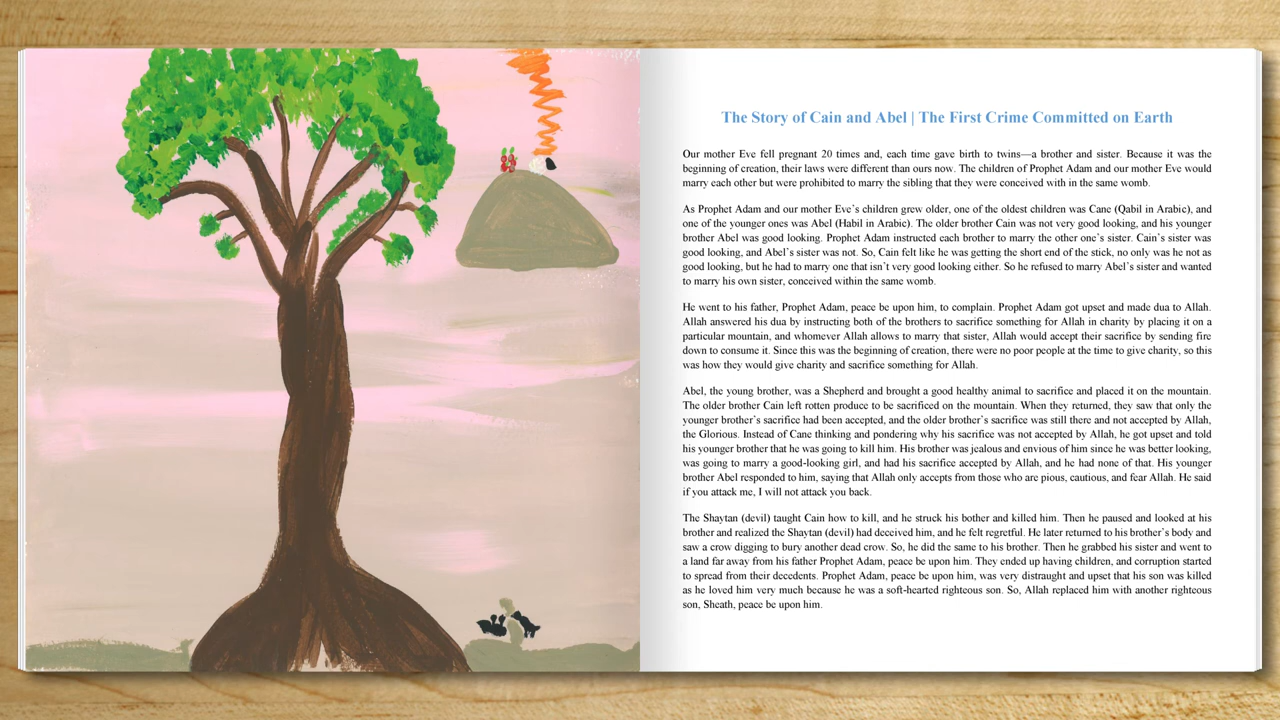 The Story of Cain and Abel | The First Crime Committed on Earth
Our mother Eve fell pregnant 20 times and, each time gave birth to twins—a brother and sister. Because it was the
beginning of creation, their laws were different than ours now. The children of Prophet Adam and our mother Eve would
marry each other but were prohibited to marry the sibling that they were conceived with in the same womb.
As Prophet Adam and our mother Eve's children grew older, one of the oldest children was Cane (Qabil in Arabic), and
one of the younger ones was Abel (Habil in Arabic). The older brother Cain was not very good looking, and his younger
brother Abel was good looking. Prophet Adam instructed each brother to marry the other one's sister. Cain's sister was
good looking, and Abel's sister was not. So, Cain felt like he was getting the short end of the stick, no only was he not as
good looking, but he had to marry one that isn't very good looking either. So he refused to marry Abel's sister and wanted
to marry his own sister, conceived within the same womb.
He went to his father, Prophet Adam, peace be upon him, to complain. Prophet Adam got upset and made dua to Allah.
Allah answered his dua by instructing both of the brothers to sacrifice something for Allah in charity by placing it on a
particular mountain, and whomever Allah allows to marry that sister, Allah would accept their sacrifice by sending fire
down to consume it. Since this was the beginning of creation, there were no poor people at the time to give charity, so this
was how they would give charity and sacrifice something for Allah.
Abel, the young brother, was a Shepherd and brought a good healthy animal to sacrifice and placed it on the mountain.
The older brother Cain left rotten produce to be sacrificed on the mountain. When they returned, they saw that only the
younger brother's sacrifice had been accepted, and the older brother's sacrifice was still there and not accepted by Allah,
the Glorious. Instead of Cane thinking and pondering why his sacrifice was not accepted by Allah, he got upset and told
his younger brother that he was going to kill him. His brother was jealous and envious of him since he was better looking,
was going to marry a good-looking girl, and had his sacrifice accepted by Allah, and he had none of that. His younger
brother Abel responded to him, saying that Allah only accepts from those who are pious, cautious, and fear Allah. He said
if you attack me, I will not attack you back.
The Shaytan (devil) taught Cain how to kill, and he struck his bother and killed him. Then he paused and looked at his
brother and realized the Shaytan (devil) had deceived him, and he felt regretful. He later returned to his brother's body and
saw a crow digging to bury another dead crow. So, he did the same to his brother. Then he grabbed his sister and went to
a land far away from his father Prophet Adam, peace be upon him. They ended up having children, and corruption started
to spread from their decedents. Prophet Adam, peace be upon him, was very distraught and upset that his son was killed
as he loved him very much because he was a soft-hearted righteous son. So, Allah replaced him with another righteous
son, Sheath, peace be upon him.